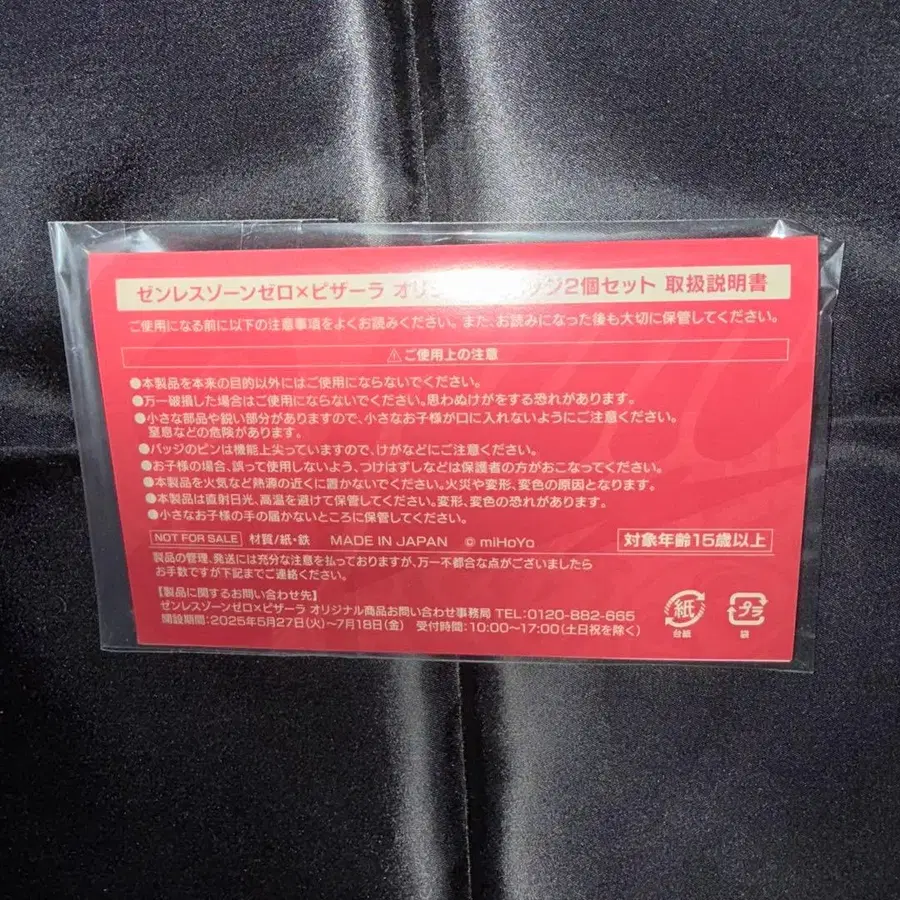 ゼンレスゾーンゼロ×ピザーラ オリジ ッジ2個セット 取扱説明書
ご使用になる前に以下の注意事項をよくお読みください。また、お読みになった後も大切に保管してください。
⚠ご使用上の注意
●本製品を本来の目的以外にはご使用にならないでください。
●万一破損した場合はご使用にならないでください。思わぬけがをする恐れがあります。
●小さな部品や鋭い部分がありますので、小さなお子様が口に入れないようにご注意ください。
窒息などの危険があります。
●バッジのピンは機能上尖っていますので、けがなどにご注意ください。
●お子様の場合、誤って使用しないよう、つけはずしなどは保護者の方がおこなってください。
●本製品を火気など熱源の近くに置かないでください。火災や変形、変色の原因となります。
●本製品は直射日光、高温を避けて保管してください。変形、変色の恐れがあります。
●小さなお子様の手の届かないところに保管してください。
NOT FOR SALE 材質/紙・鉄 MADE IN JAPAN © miHoYo 対象年齢15歳以上
製品の管理、発送には充分な注意を払っておりますが、万一不都合な点がございましたら
お手数ですが下記までご連絡ください。
【製品に関するお問い合わせ先】
ゼンレスゾーンゼロ×ピザーラ オリジナル商品お問い合わせ事務局 TEL:0120-882-665
開設期間:2025年5月27日(火)～7月18日(金) 受付時間:10:00～17:00(土日祝を除く)
紙
台紙
プラ
袋